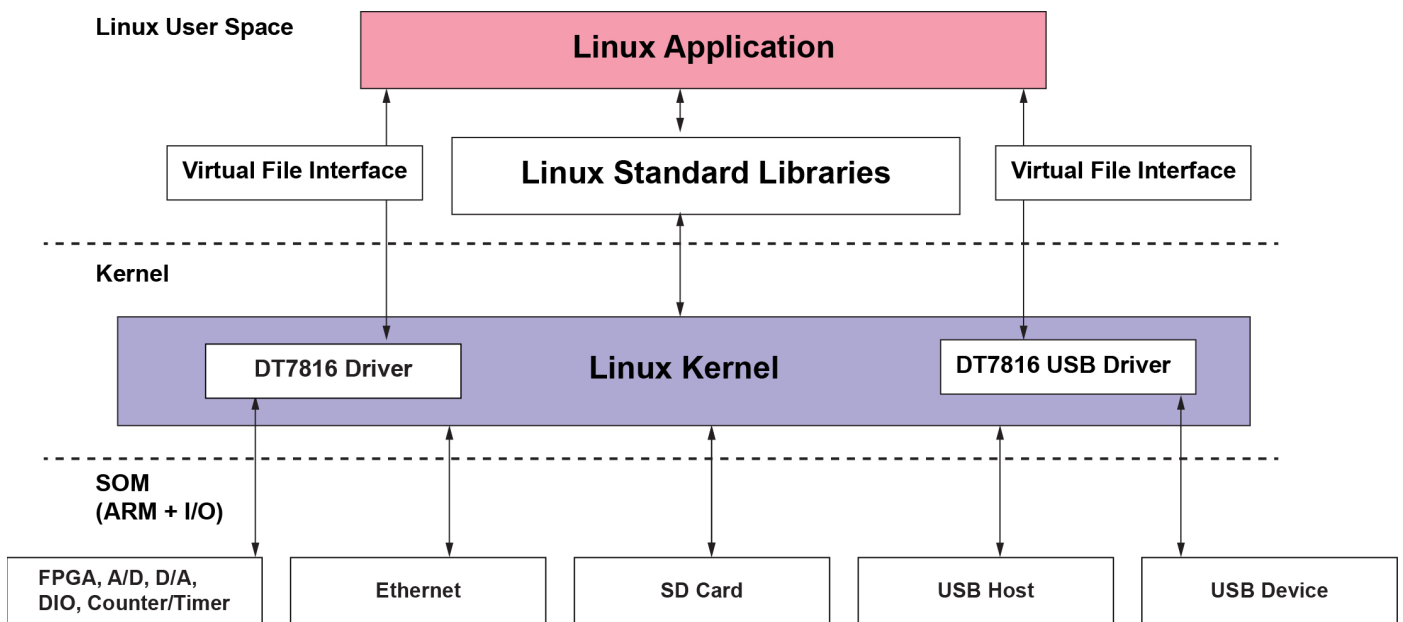 Linux User Space
Linux Application
Virtual File Interface
Linux Standard Libraries
Virtual File Interface
Kernel
DT7816 Driver
Linux Kernel
DT7816 USB Driver
SOM
(ARM + I/O)
FPGA, A/D, D/A,
DIO, Counter/Timer
Ethernet
SD Card
USB Host
USB Device